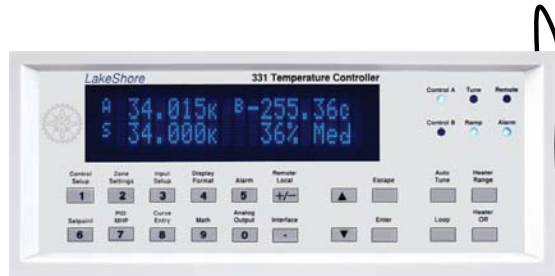 LakeShore 331 Temperature Controller
A 34.015K B-255.36C
S 34.000K 36% Med
Control A Tune Remote
Control B Ramp Alarm
Control Setup Zone Settings Input Setup Display Format Alarm Remote/Local Escape Auto Tune Heater Range
1 2 3 4 5 +/− ▲
Setpoint PID/MHP Curve Entry Math Analog Output Interface Enter Loop Heater Off
6 7 8 9 0 - ▼